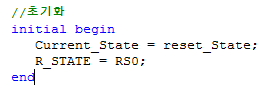 //초기화
initial begin
Current_State = reset_State;
R_STATE = RS0;
end